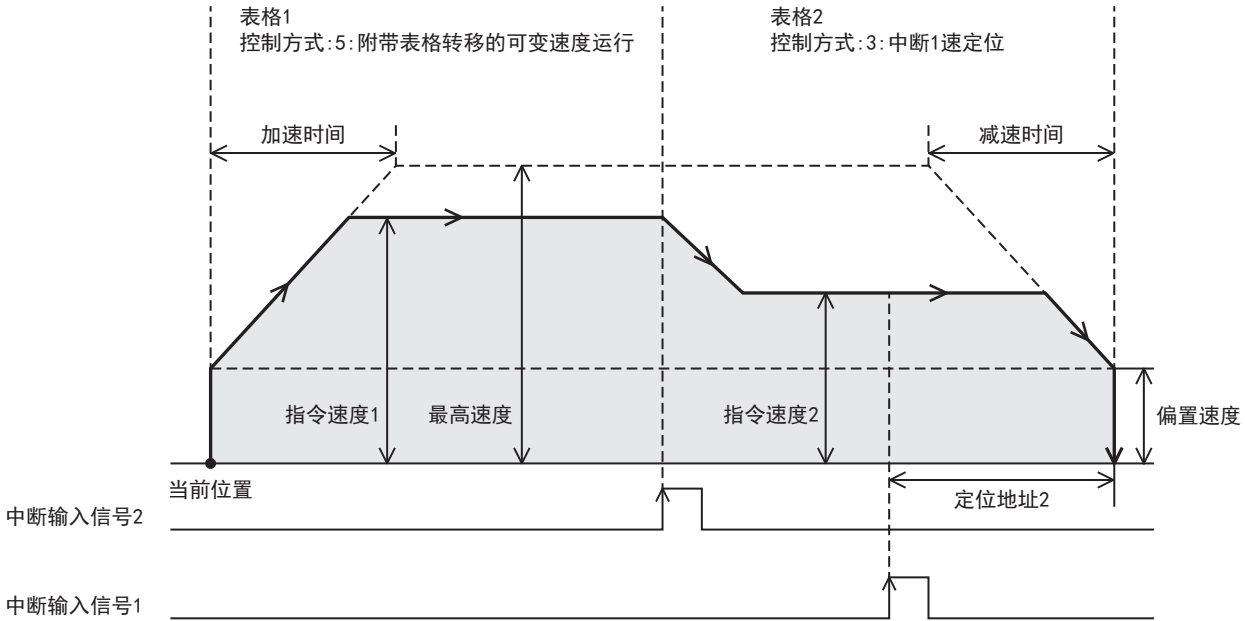 表格1
控制方式:5:附带表格转移的可变速度运行
表格2
控制方式:3:中断1速定位
加速时间
减速时间
指令速度1
最高速度
指令速度2
偏置速度
当前位置
定位地址2
中断输入信号2
中断输入信号1